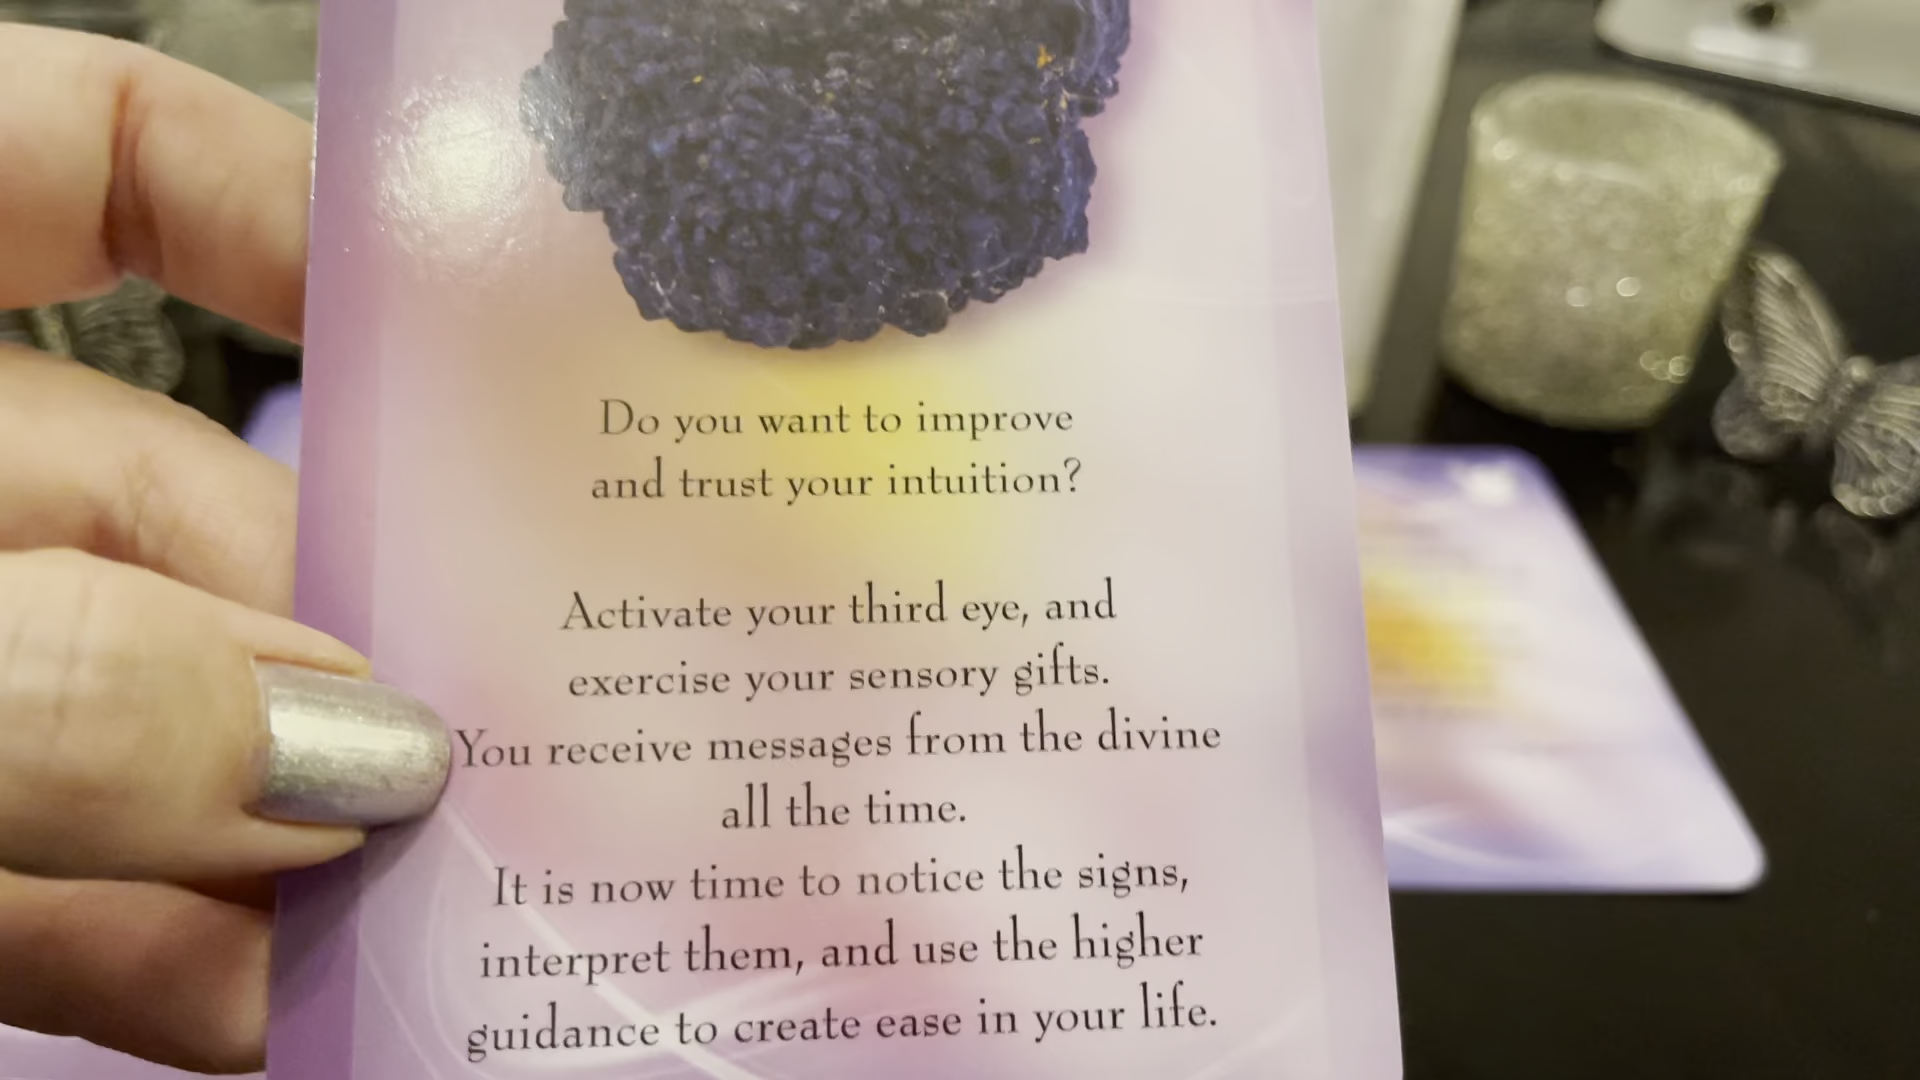 Do you want to improve
and trust your intuition?
Activate your third eye, and
exercise your sensory gifts.
You receive messages from the divine
all the time.
It is now time to notice the signs,
interpret them, and use the higher
guidance to create ease in your life.